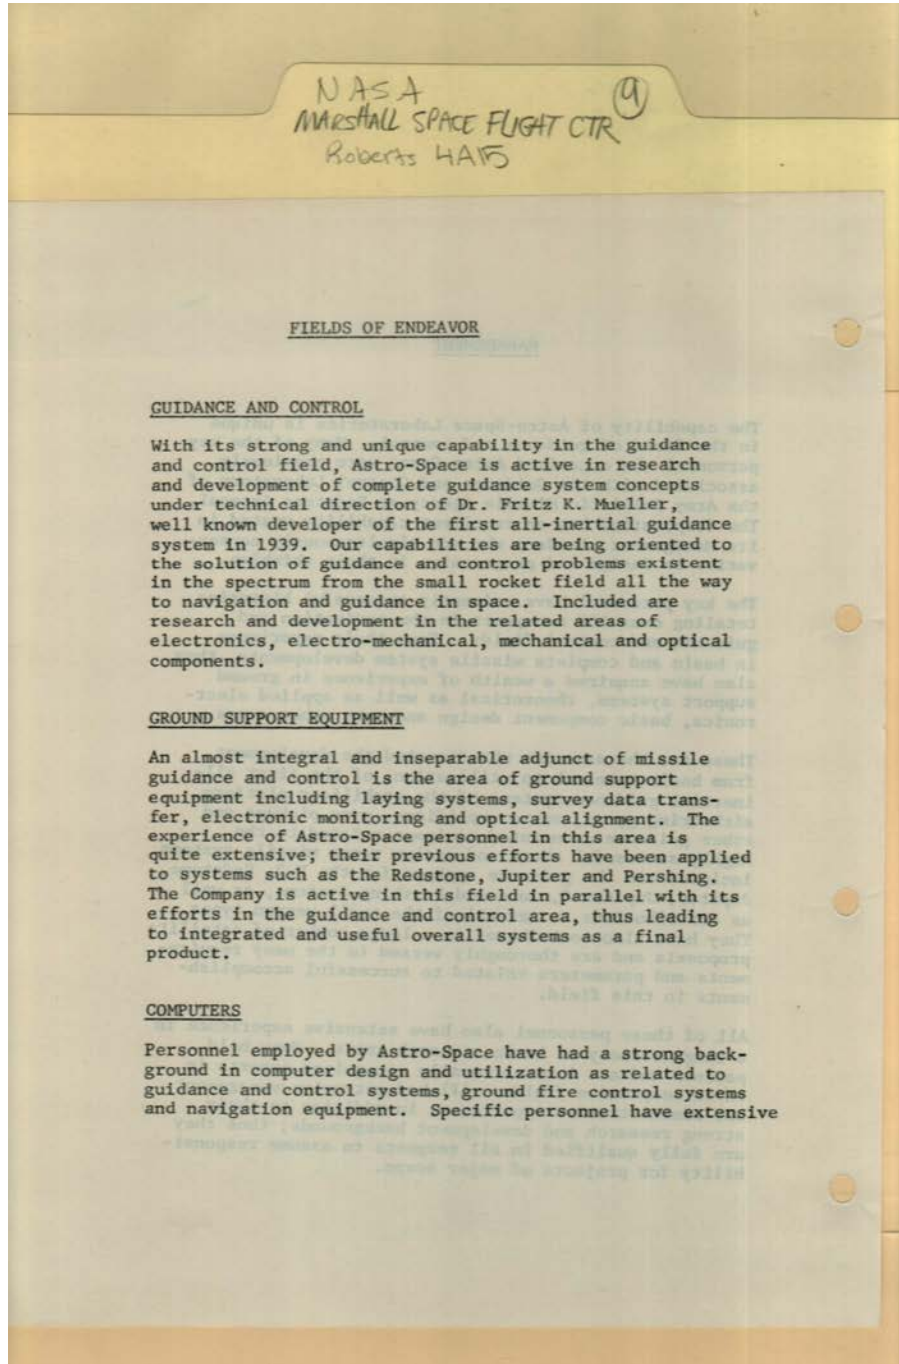 NASA
9
MARSHALL SPACE FLIGHT CTR
Roberts 4A15
FIELDS OF ENDEAVOR
GUIDANCE AND CONTROL
With its strong and unique capability in the guidance
and control field, Astro-Space is active in research
and development of complete guidance system concepts
under technical direction of Dr. Fritz K. Mueller,
well known developer of the first all-inertial guidance
system in 1939. Our capabilities are being oriented to
the solution of guidance and control problems existent
in the spectrum from the small rocket field all the way
to navigation and guidance in space. Included are
research and development in the related areas of
electronics, electro-mechanical, mechanical and optical
components.
GROUND SUPPORT EQUIPMENT
An almost integral and inseparable adjunct of missile
guidance and control is the area of ground support
equipment including laying systems, survey data trans-
fer, electronic monitoring and optical alignment. The
experience of Astro-Space personnel in this area is
quite extensive; their previous efforts have been applied
to systems such as the Redstone, Jupiter and Pershing.
The Company is active in this field in parallel with its
efforts in the guidance and control area, thus leading
to integrated and useful overall systems as a final
product.
COMPUTERS
Personnel employed by Astro-Space have had a strong back-
ground in computer design and utilization as related to
guidance and control systems, ground fire control systems
and navigation equipment. Specific personnel have extensive